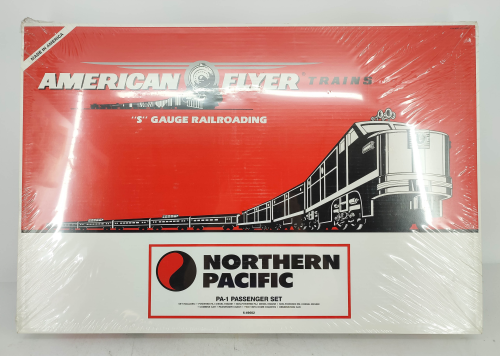 MADE IN AMERICA
AMERICAN FLYER TRAINS
"S" GAUGE RAILROADING
NORTHERN
PACIFIC
PA-1 PASSENGER SET